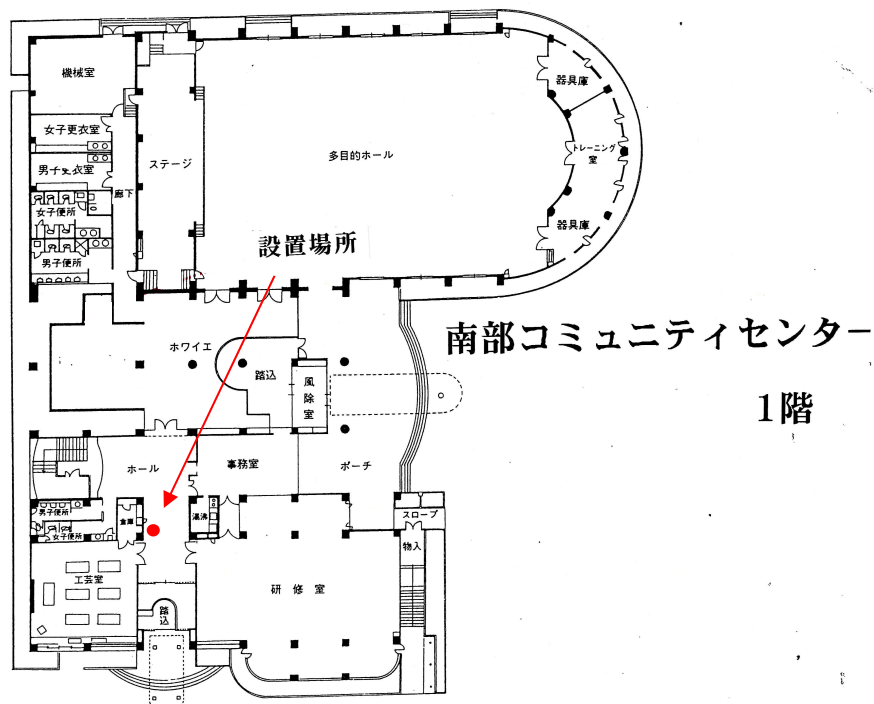 機械室
女子更衣室
男子更衣室
女子便所
男子便所
廊下
ステージ
多目的ホール
器具庫
トレーニング
室
器具庫
設置場所
南部コミュニティセンター
1階
ホワイエ
踏込
風
除
室
ホール
事務室
ポーチ
男子便所
女子便所
倉庫
湯沸
スロープ
物入
工芸室
研修室
踏
込